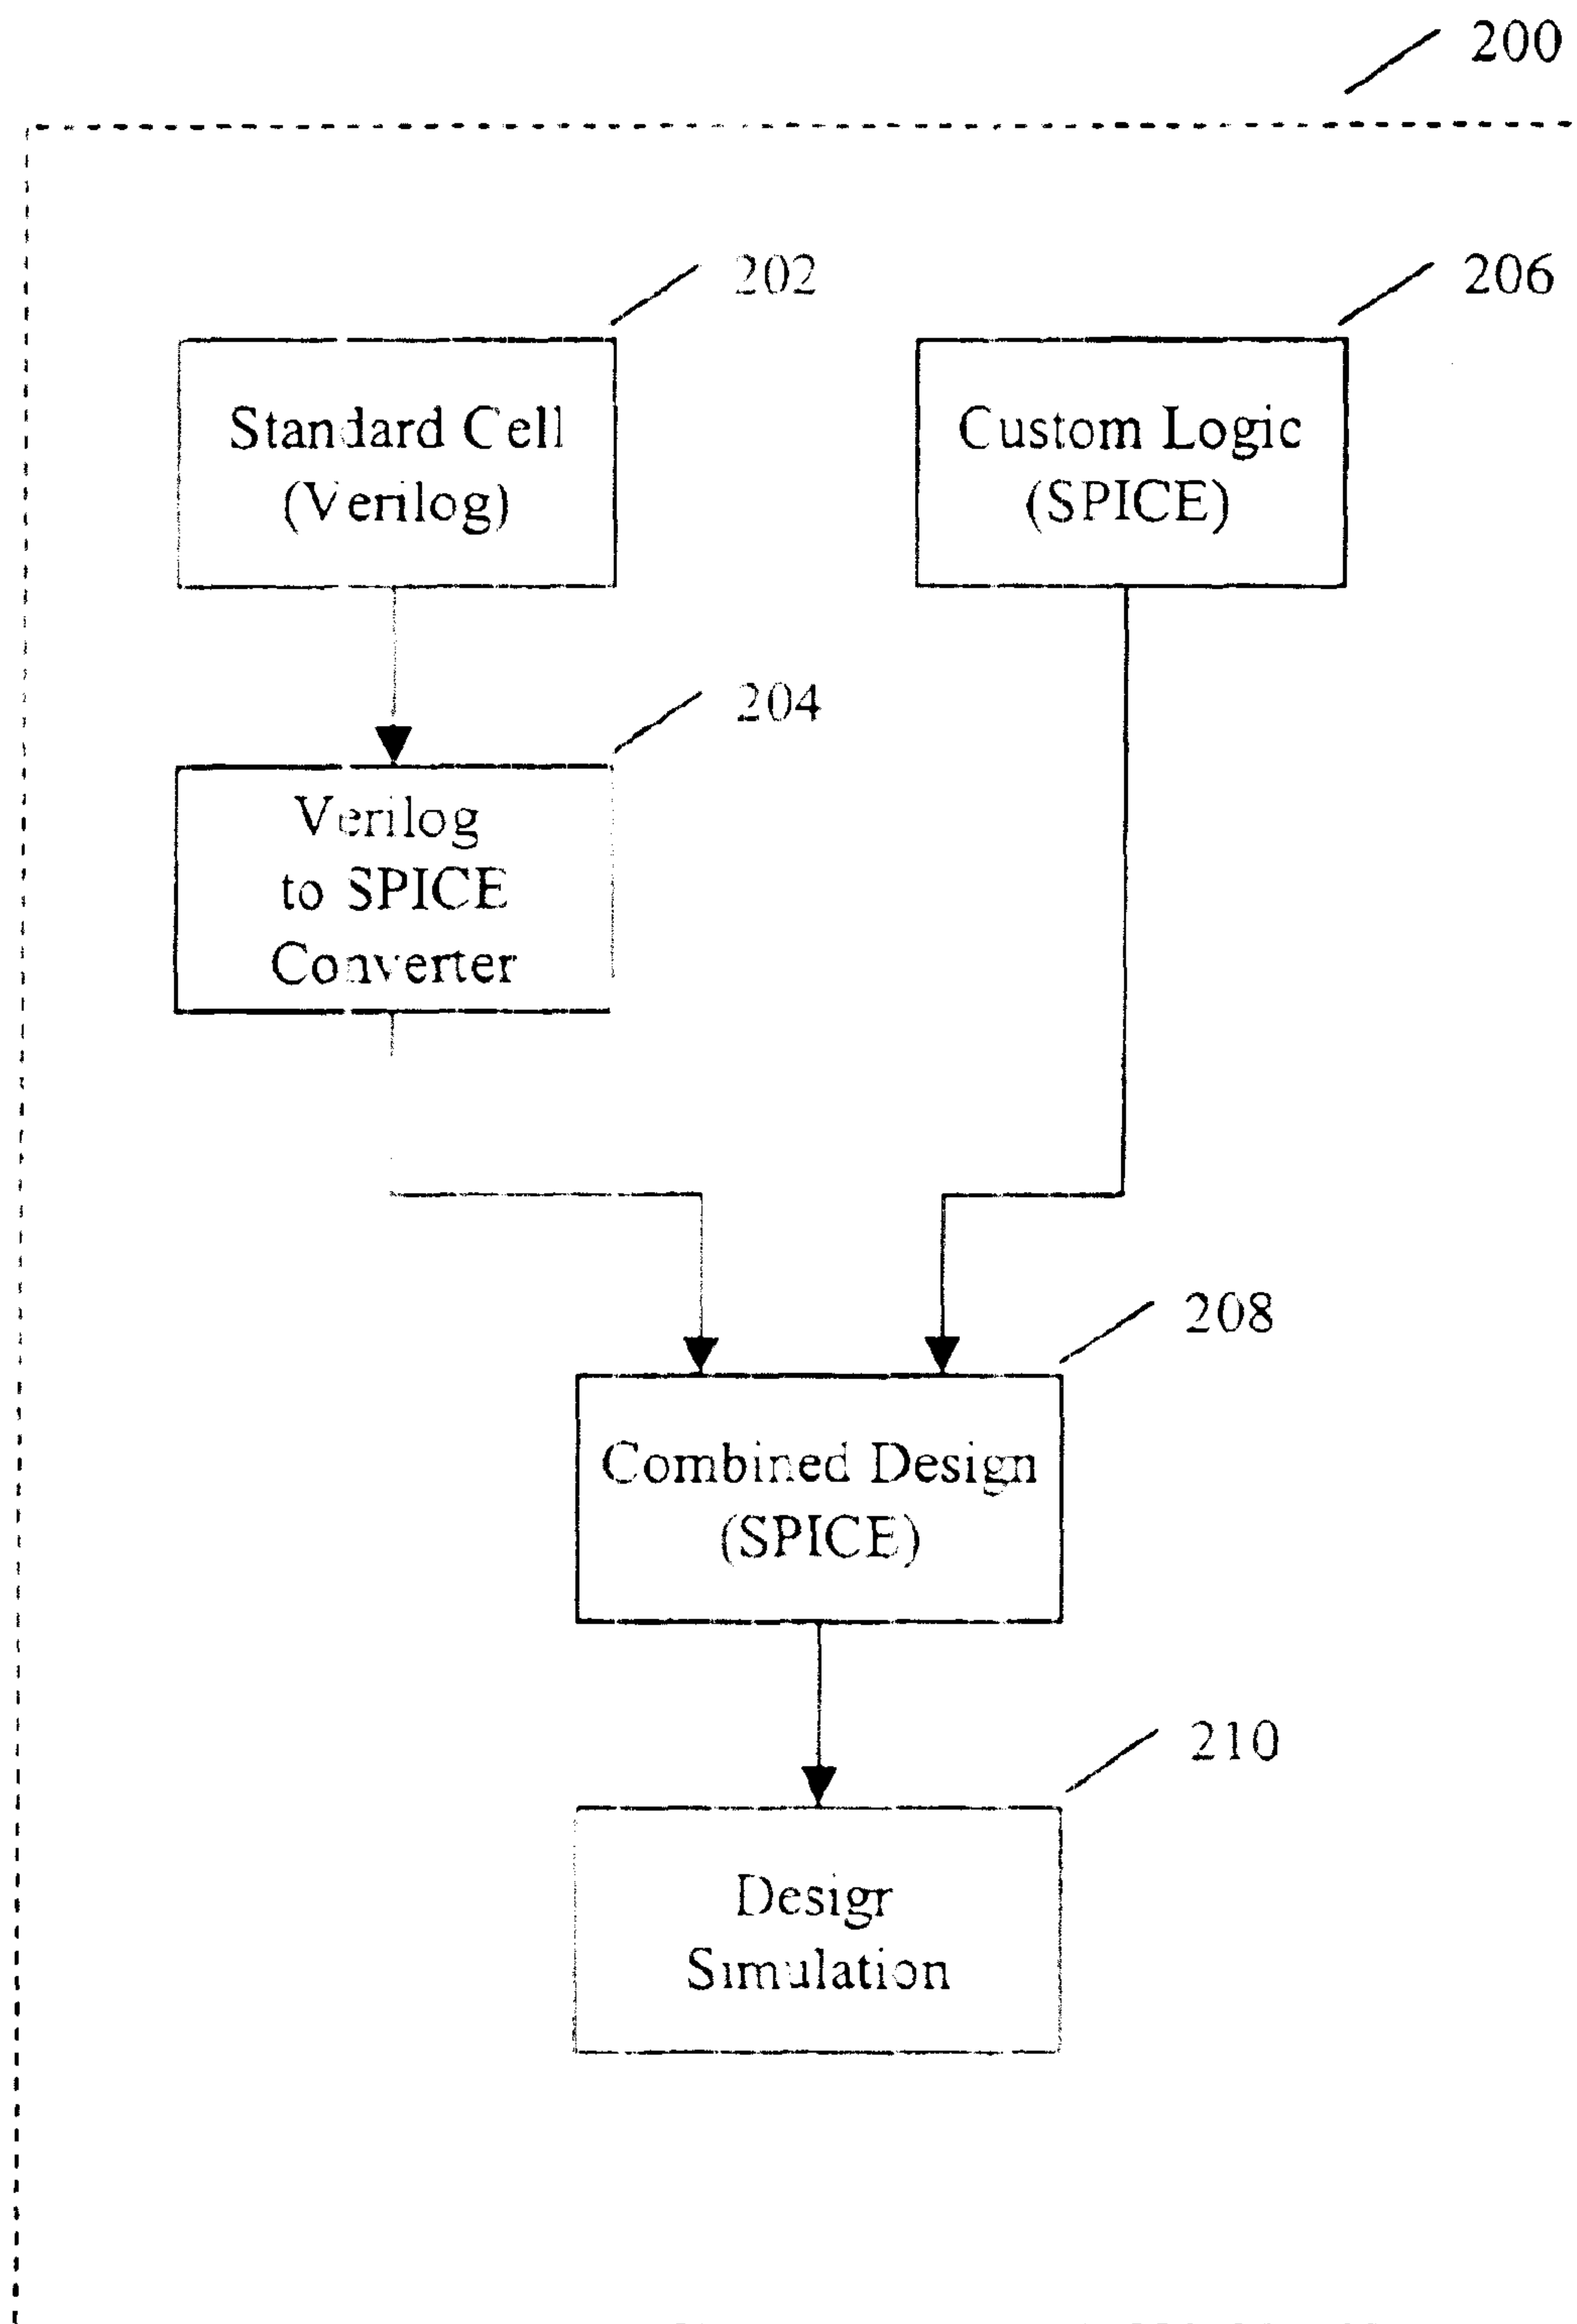 200
202
206
Standard Cell
(Verilog)
Custom Logic
(SPICE)
204
Verilog
to SPICE
Converter
208
Combined Design
(SPICE)
210
Design
Simulation